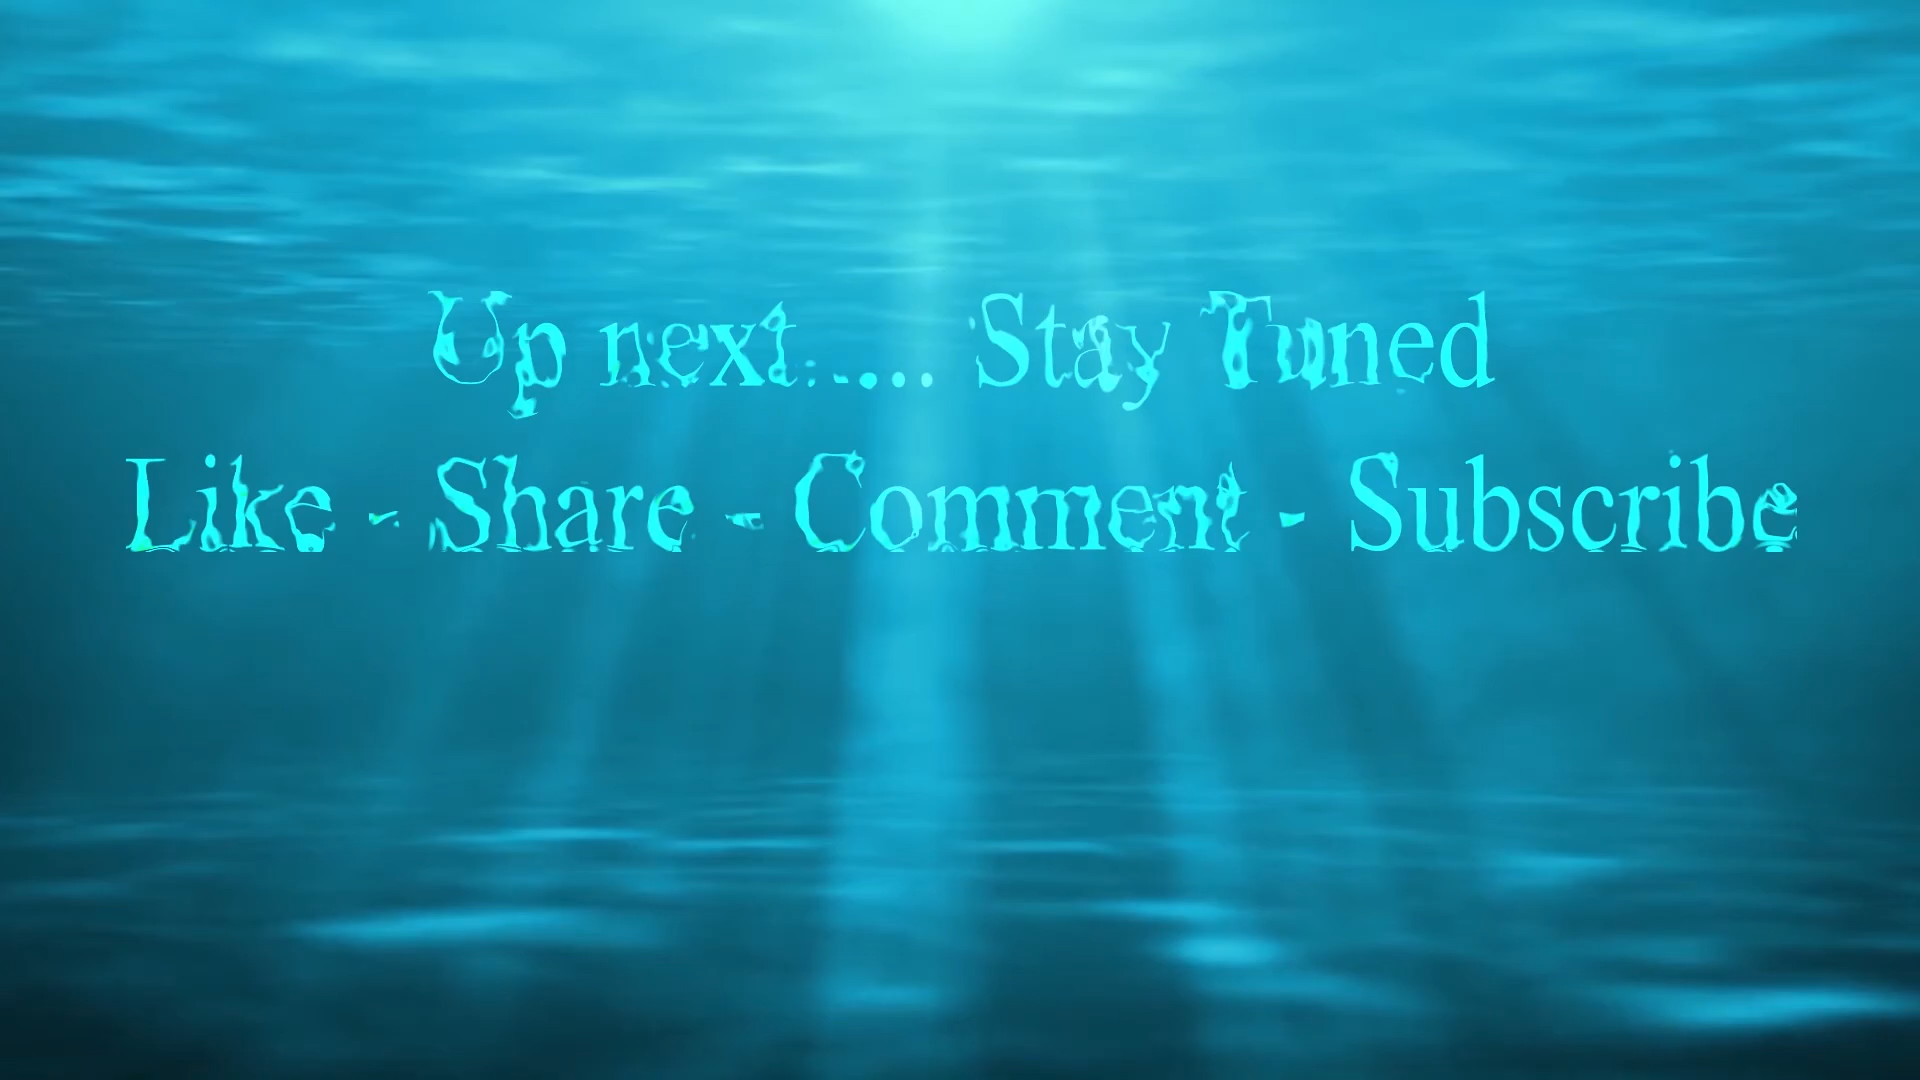 Up next...... Stay Tuned
Like - Share - Comment - Subscribe